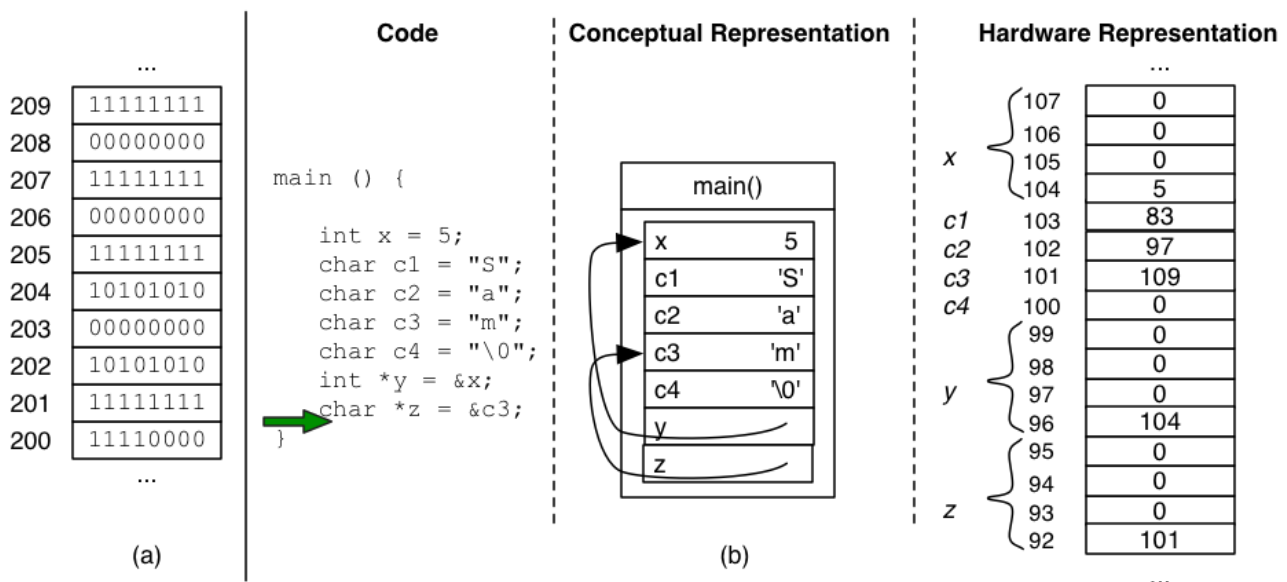 ...
209 11111111
208 00000000
207 11111111
206 00000000
205 11111111
204 10101010
203 00000000
202 10101010
201 11111111
200 11110000
...
(a)
Code
main () {
int x = 5;
char c1 = "S";
char c2 = "a";
char c3 = "m";
char c4 = "\0";
int *y = &x;
char *z = &c3;
}
Conceptual Representation
main()
x 5
c1 'S'
c2 'a'
c3 'm'
c4 '\0'
y
z
(b)
Hardware Representation
...
x
107 0
106 0
105 0
104 5
c1 103 83
c2 102 97
c3 101 109
c4 100 0
y
99 0
98 0
97 0
96 104
z
95 0
94 0
93 0
92 101
...